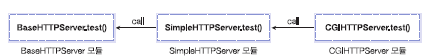 BaseHTTPServer.test() call SimpleHTTPServer.test() call CGIHTTPServer.test()
BaseHTTPServer 모듈 SimpleHTTPServer 모듈 CGIHTTPServer 모듈